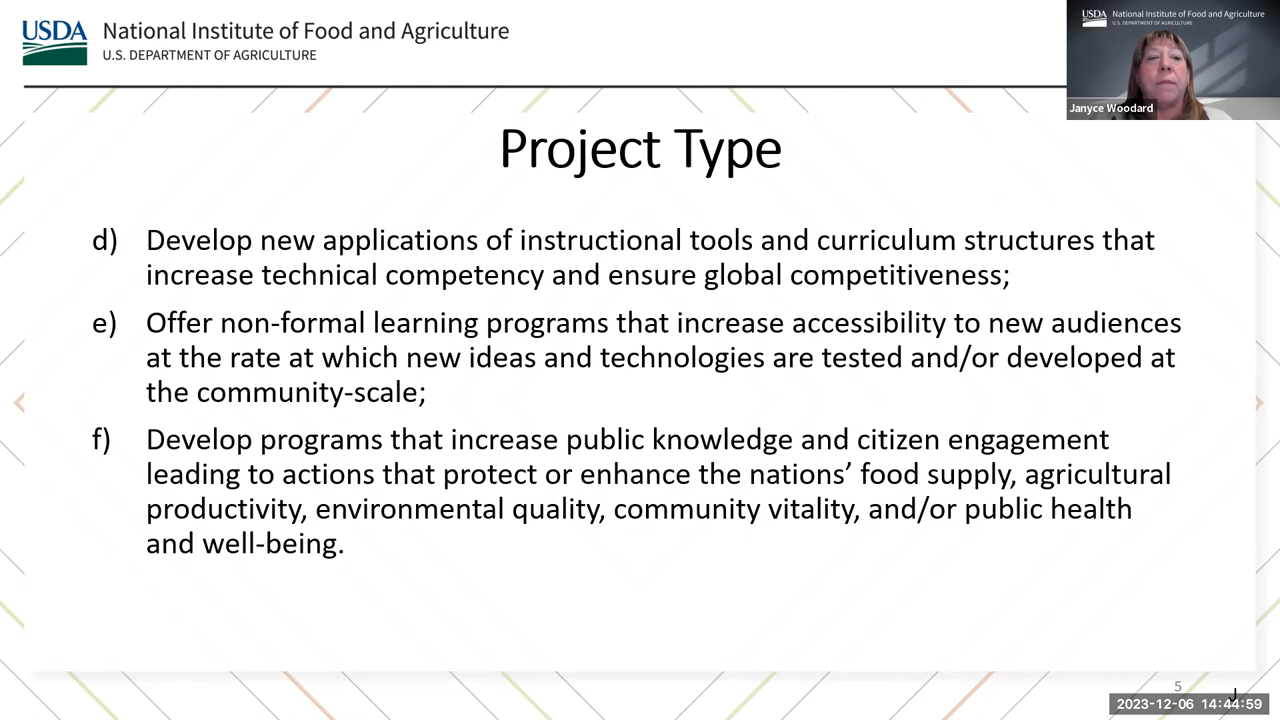 USDA
National Institute of Food and Agriculture
U.S. DEPARTMENT OF AGRICULTURE
USDA
National Institute of Food and Agriculture
U.S. DEPARTMENT OF AGRICULTURE
Janyce Woodard
Project Type
d) Develop new applications of instructional tools and curriculum structures that
increase technical competency and ensure global competitiveness;
e) Offer non-formal learning programs that increase accessibility to new audiences
at the rate at which new ideas and technologies are tested and/or developed at
the community-scale;
f) Develop programs that increase public knowledge and citizen engagement
leading to actions that protect or enhance the nations’ food supply, agricultural
productivity, environmental quality, community vitality, and/or public health
and well-being.
5
J
2023-12-06 14:44:59